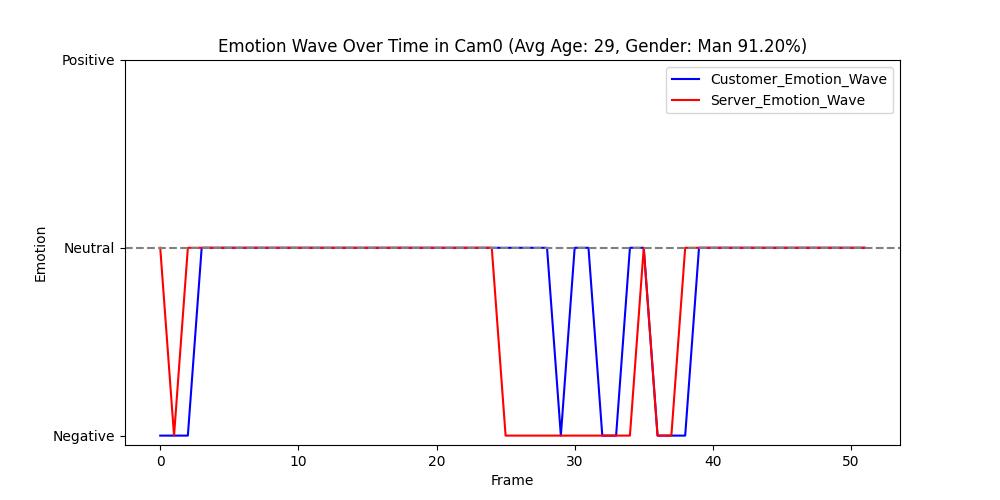 Emotion Wave Over Time in Cam0 (Avg Age: 29, Gender: Man 91.20%)
Positive
Customer_Emotion_Wave
Server_Emotion_Wave
Emotion
Neutral
Negative
0 10 20 30 40 50
Frame